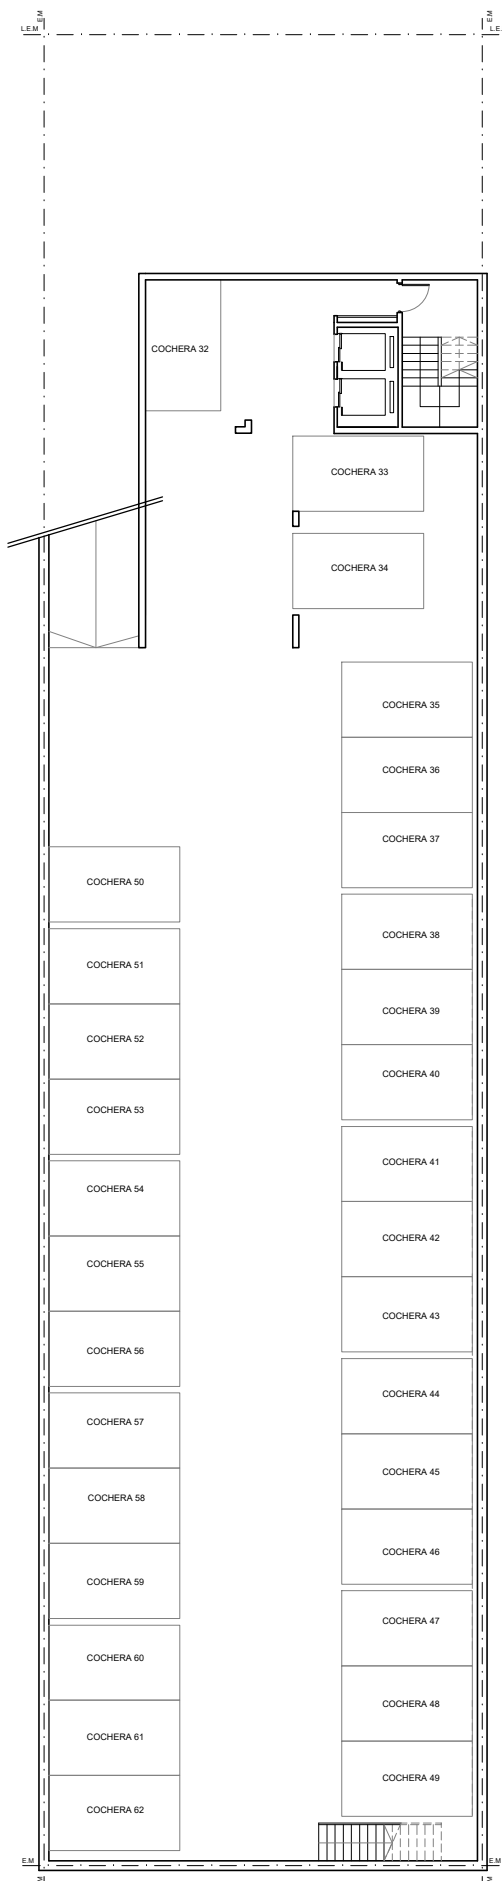 E.M
E.M
L.E.M
L.E.
COCHERA 32
COCHERA 33
COCHERA 34
COCHERA 35
COCHERA 36
COCHERA 37
COCHERA 50
COCHERA 38
COCHERA 51
COCHERA 39
COCHERA 52
COCHERA 40
COCHERA 53
COCHERA 41
COCHERA 54
COCHERA 42
COCHERA 55
COCHERA 43
COCHERA 56
COCHERA 44
COCHERA 57
COCHERA 45
COCHERA 58
COCHERA 46
COCHERA 59
COCHERA 47
COCHERA 60
COCHERA 48
COCHERA 61
COCHERA 49
COCHERA 62
E.M
E.M
M
M